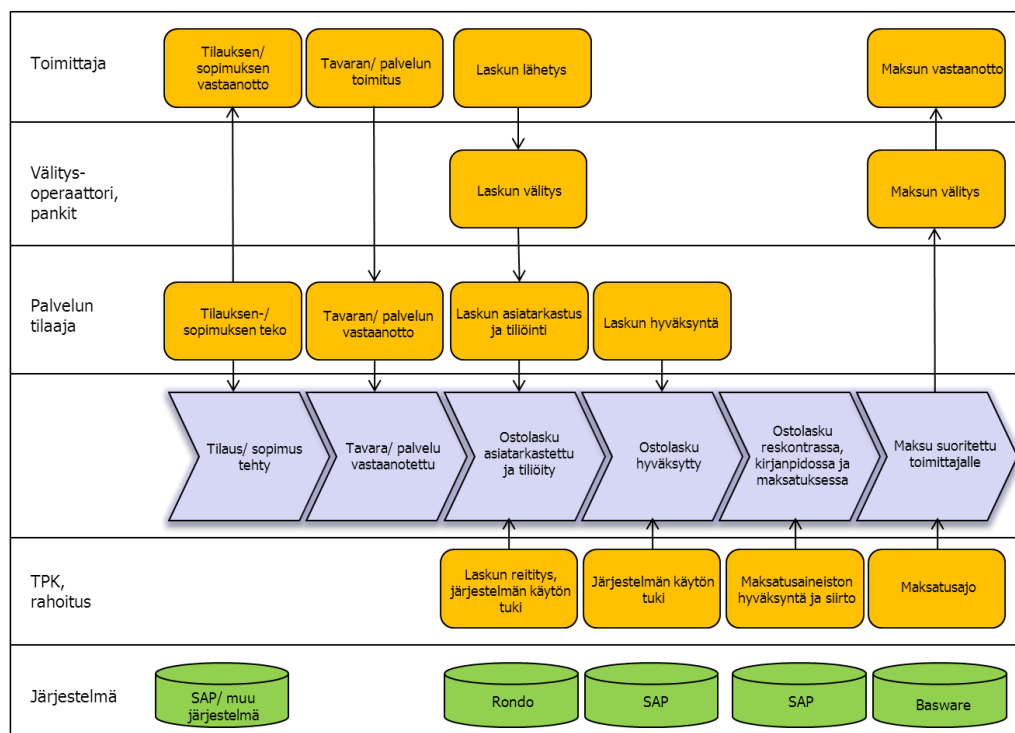 Toimittaja
Tilauksen/
sopimuksen
vastaanotto
Tavaran/ palvelun
toimitus
Laskun lähetys
Maksun vastaanotto
Välitys-
operaattori,
pankit
Laskun välitys
Maksun välitys
Palvelun
tilaaja
Tilauksen-/
sopimuksen teko
Tavaran/ palvelun
vastaanotto
Laskun asiatarkastus
ja tiliöinti
Laskun hyväksyntä
Tilaus/ sopimus
tehty
Tavara/ palvelu
vastaanotettu
Ostolasku
asiatarkastettu
ja tiliöity
Ostolasku
hyväksytty
Ostolasku
reskontrassa,
kirjanpidossa ja
maksatuksessa
Maksu suoritettu
toimittajalle
TPK,
rahoitus
Laskun reititys,
järjestelmän käytön
tuki
Järjestelmän käytön
tuki
Maksatusaineiston
hyväksyntä ja siirto
Maksatusajo
Järjestelmä
SAP/ muu
järjestelmä
Rondo
SAP
SAP
Basware